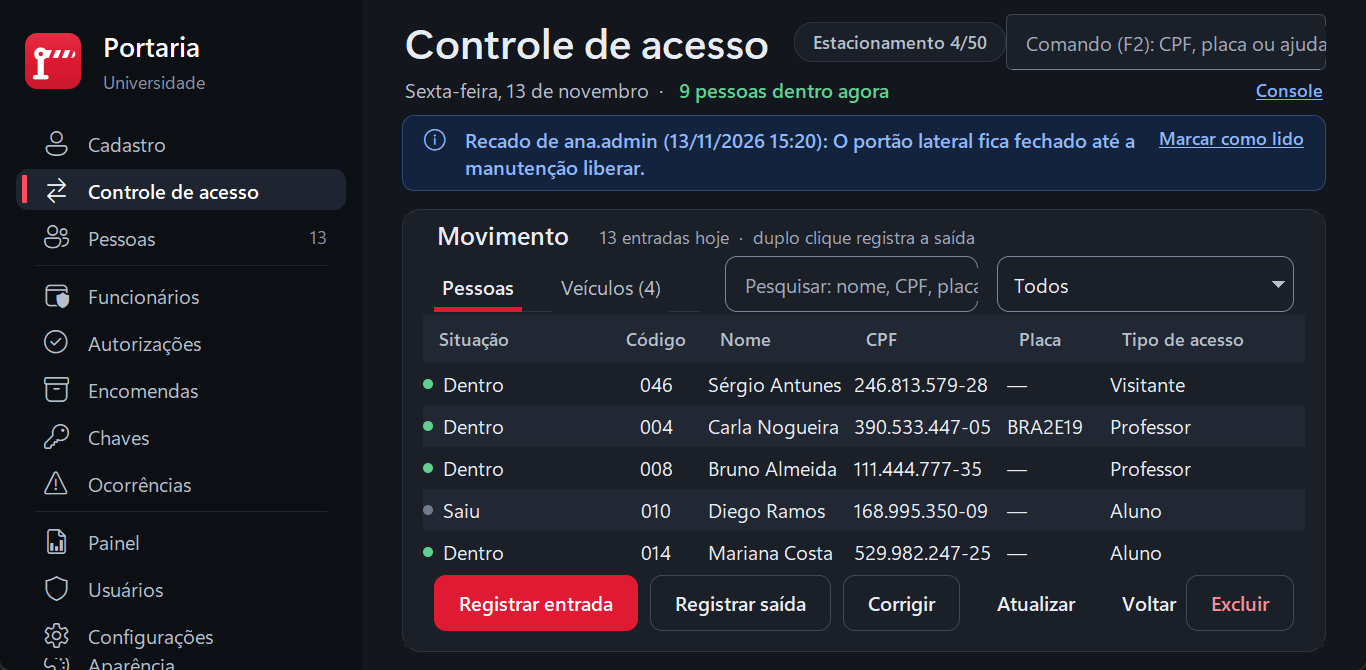 Portaria
Universidade
Cadastro
Controle de acesso
Pessoas 13
Funcionários
Autorizações
Encomendas
Chaves
Ocorrências
Painel
Usuários
Configurações
Aparência
Controle de acesso
Estacionamento 4/50
Comando (F2): CPF, placa ou ajuda
Sexta-feira, 13 de novembro · 9 pessoas dentro agora
Console
Recado de ana.admin (13/11/2026 15:20): O portão lateral fica fechado até a
manutenção liberar.
Marcar como lido
Movimento 13 entradas hoje · duplo clique registra a saída
Pessoas Veículos (4) Pesquisar: nome, CPF, placa Todos
Situação Código Nome CPF Placa Tipo de acesso
Dentro 046 Sérgio Antunes 246.813.579-28 — Visitante
Dentro 004 Carla Nogueira 390.533.447-05 BRA2E19 Professor
Dentro 008 Bruno Almeida 111.444.777-35 — Professor
Saiu 010 Diego Ramos 168.995.350-09 — Aluno
Dentro 014 Mariana Costa 529.982.247-25 — Aluno
Registrar entrada Registrar saída Corrigir Atualizar Voltar Excluir